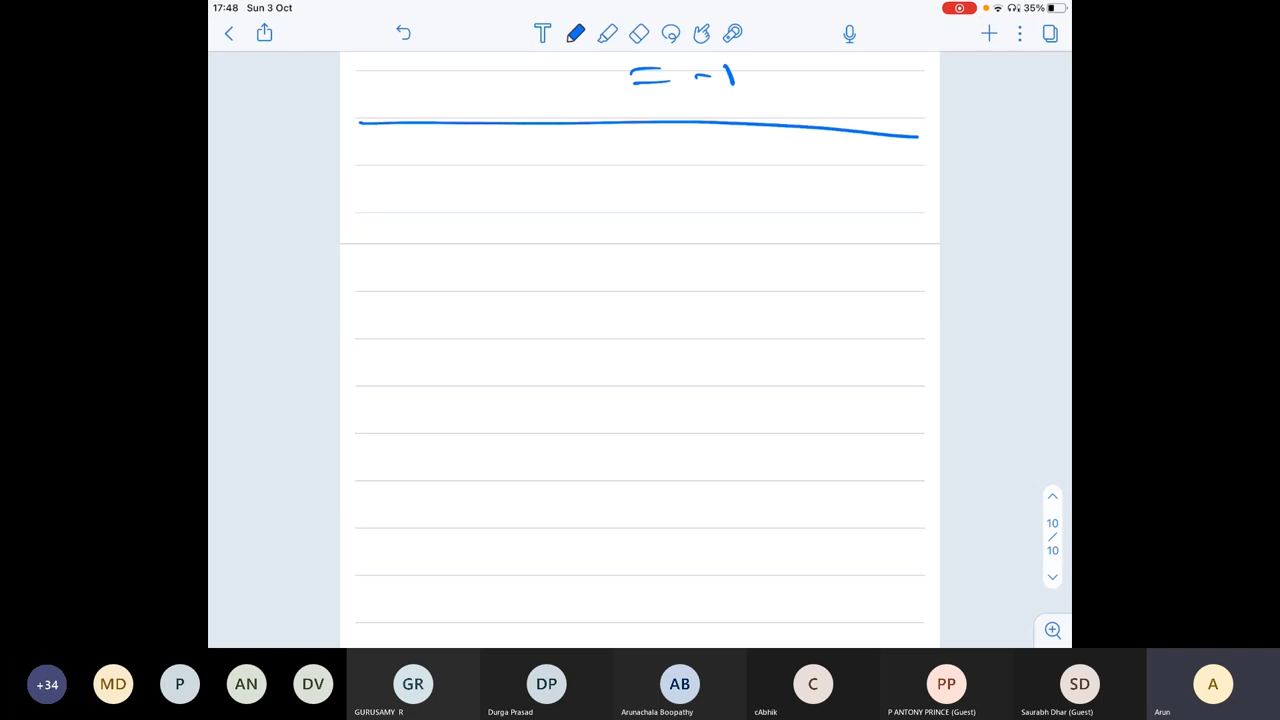 17:48 Sun 3 Oct
35%
T
= -1
10
/
10
+34
MD
P
AN
DV
GR
DP
AB
C
PP
SD
A
GURUSAMY R
Durga Prasad
Arunachala Boopathy
cAbhik
P ANTONY PRINCE (Guest)
Saurabh Dhar (Guest)
Arun